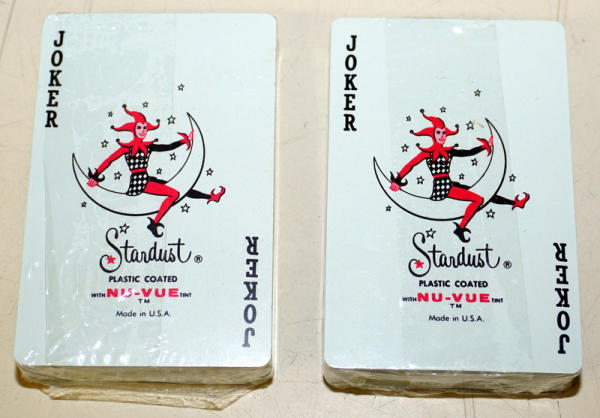 JOKER
Stardust®
PLASTIC COATED
WITH NU-VUE TINT
TM
Made in U.S.A.
JOKER
JOKER
Stardust®
PLASTIC COATED
WITH NU-VUE TINT
TM
Made in U.S.A.
JOKER